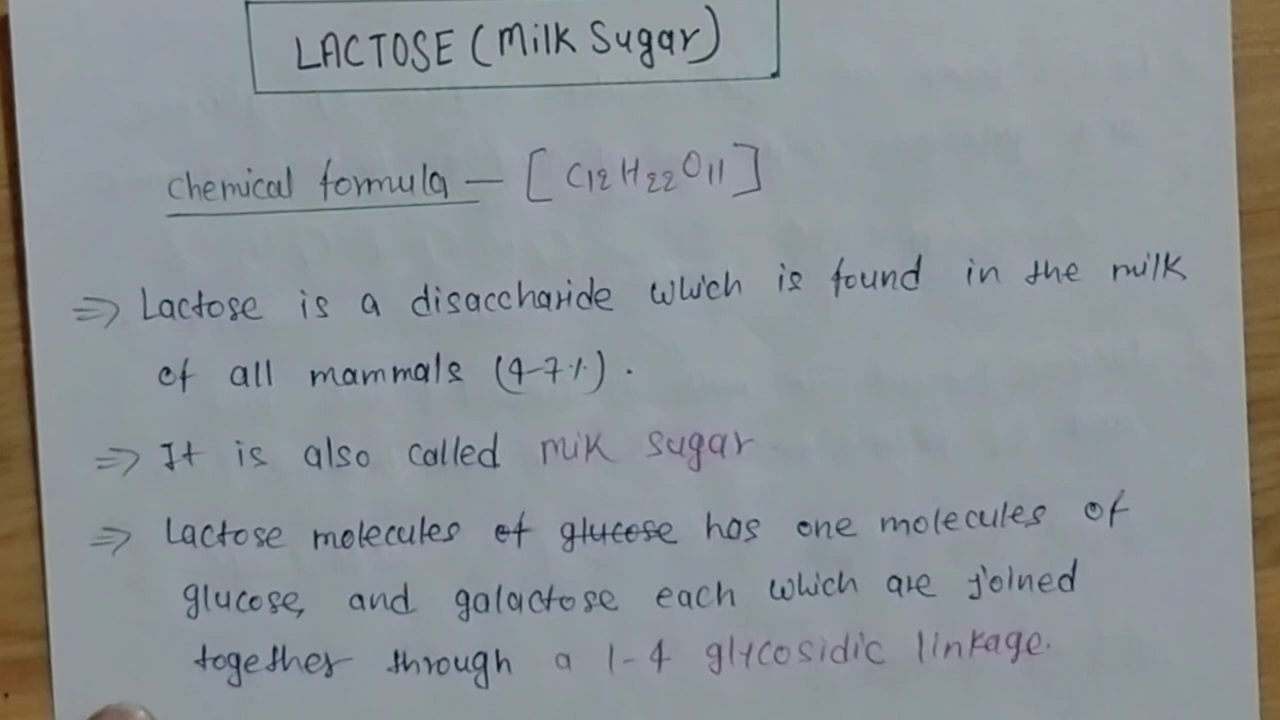 LACTOSE (Milk Sugar)
chemical formula — [C12H22O11]
⇒ Lactose is a disaccharide which is found in the milk
of all mammals (4-7%).
⇒ It is also called mik sugar
⇒ Lactose molecules of glucose has one molecules of
glucose, and galactose each which are joined
together through a 1-4 glycosidic linkage.